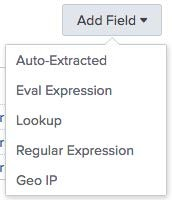 Add Field
Auto-Extracted
Eval Expression
Lookup
Regular Expression
Geo IP